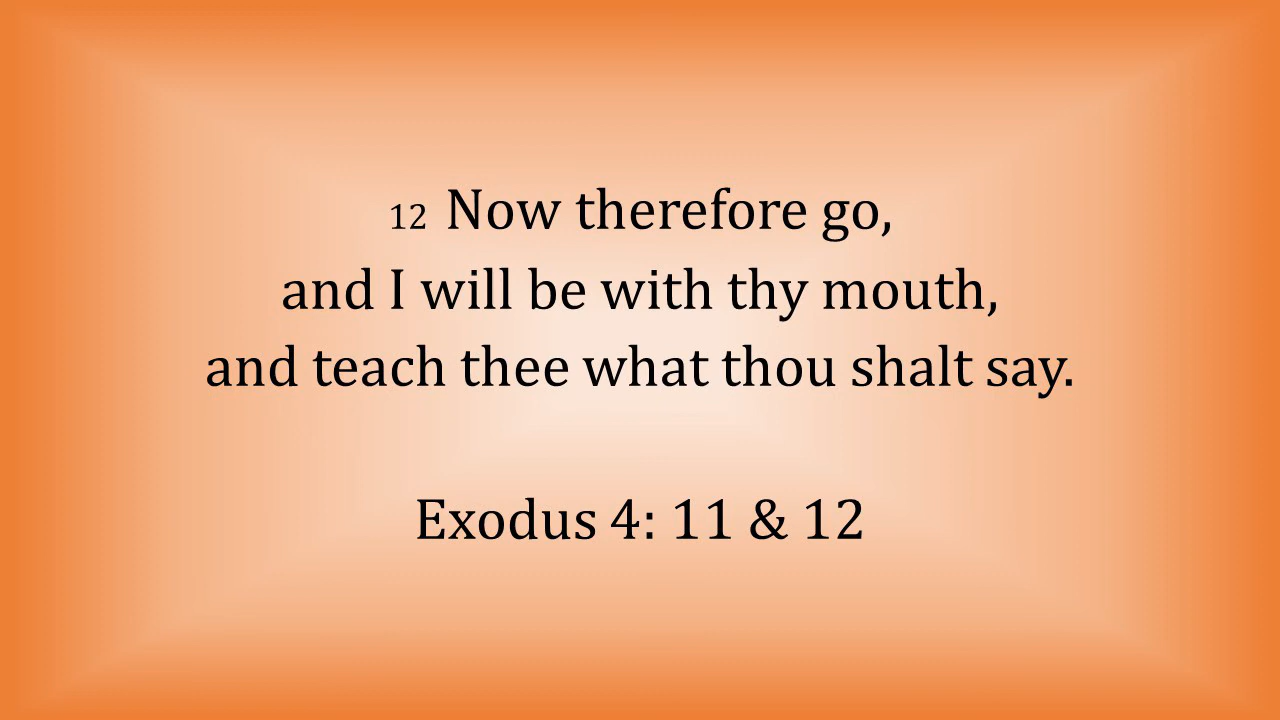 12 Now therefore go,
and I will be with thy mouth,
and teach thee what thou shalt say.
Exodus 4: 11 & 12